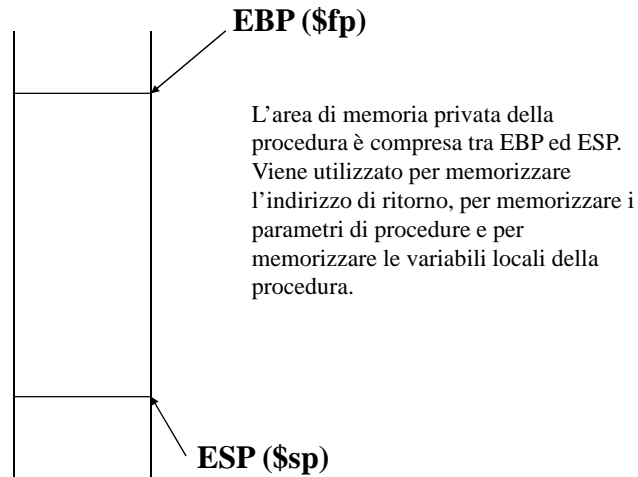 EBP ($fp)
L'area di memoria privata della
procedura è compresa tra EBP ed ESP.
Viene utilizzato per memorizzare
l'indirizzo di ritorno, per memorizzare i
parametri di procedure e per
memorizzare le variabili locali della
procedura.
ESP ($sp)